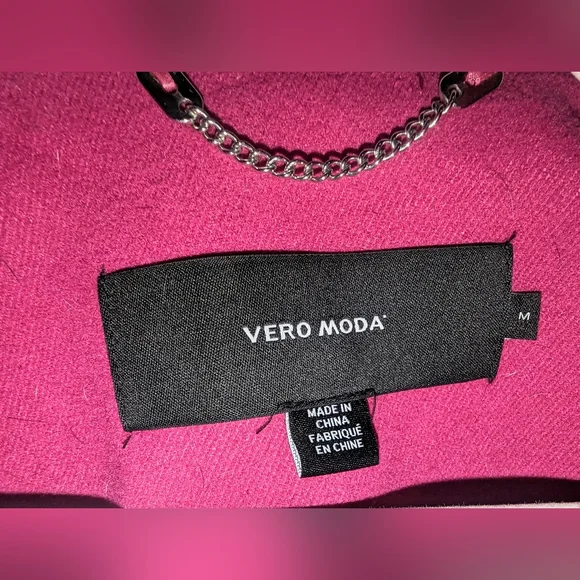 VERO MODA®
M
MADE IN
CHINA
FABRIQUÉ
EN CHINE